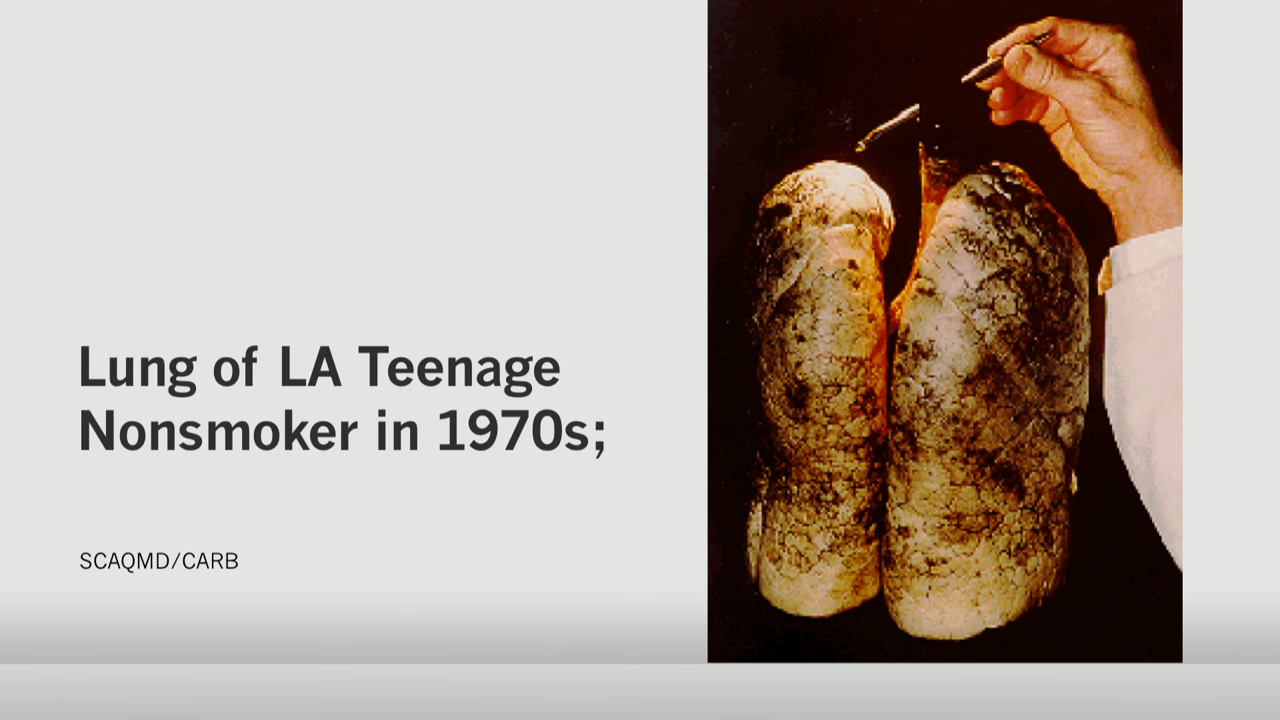 Lung of LA Teenage
Nonsmoker in 1970s;
SCAQMD/CARB